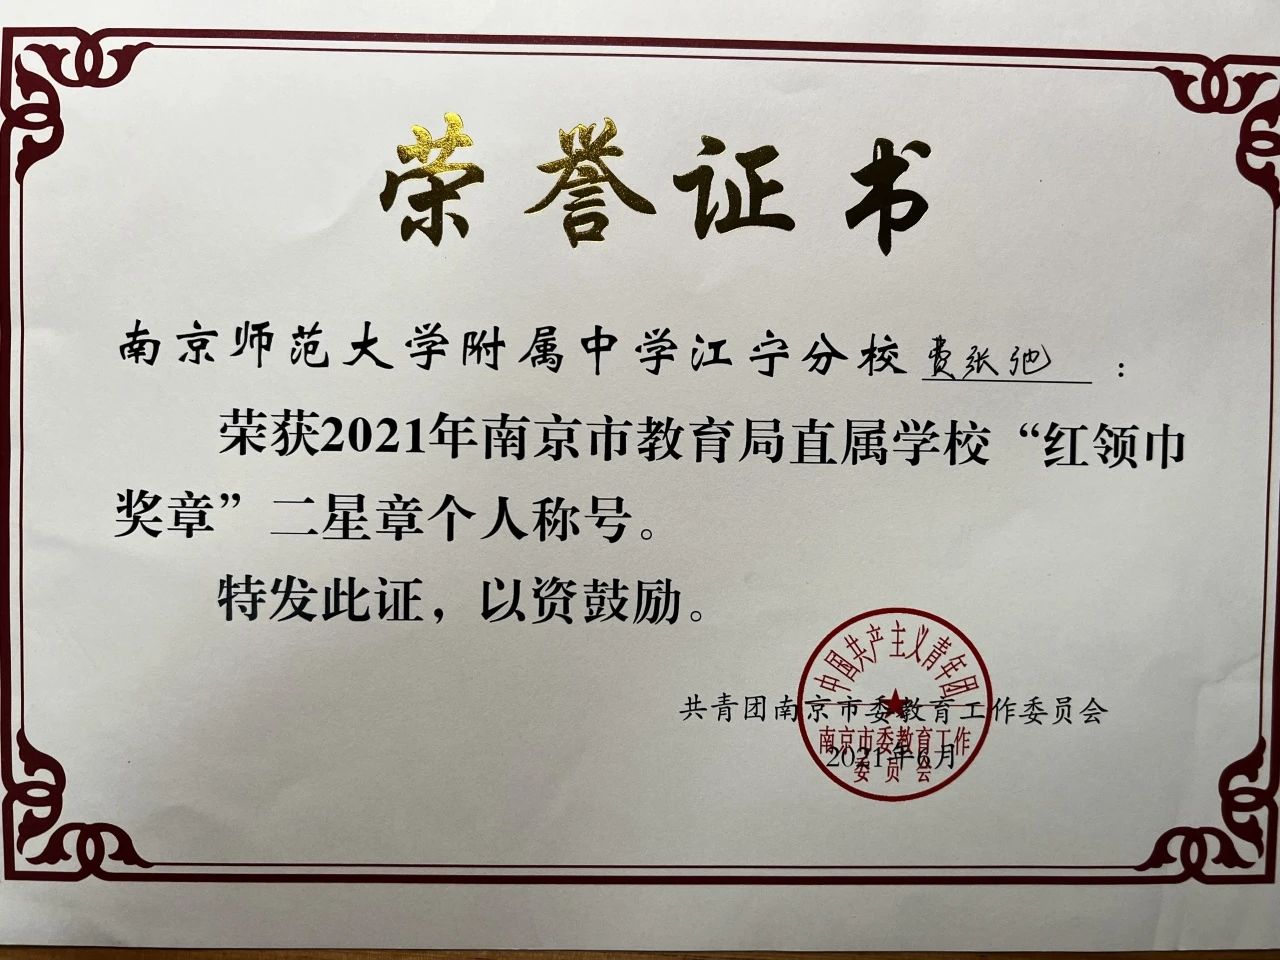 荣誉证书
南京师范大学附属中学江宁分校费张弛：
荣获2021年南京市教育局直属学校“红领巾
奖章”二星章个人称号。
特发此证，以资鼓励。
共青团南京市委教育工作委员会
2021年6月
中国共产主义青年团
南京市委教育工作
委员会